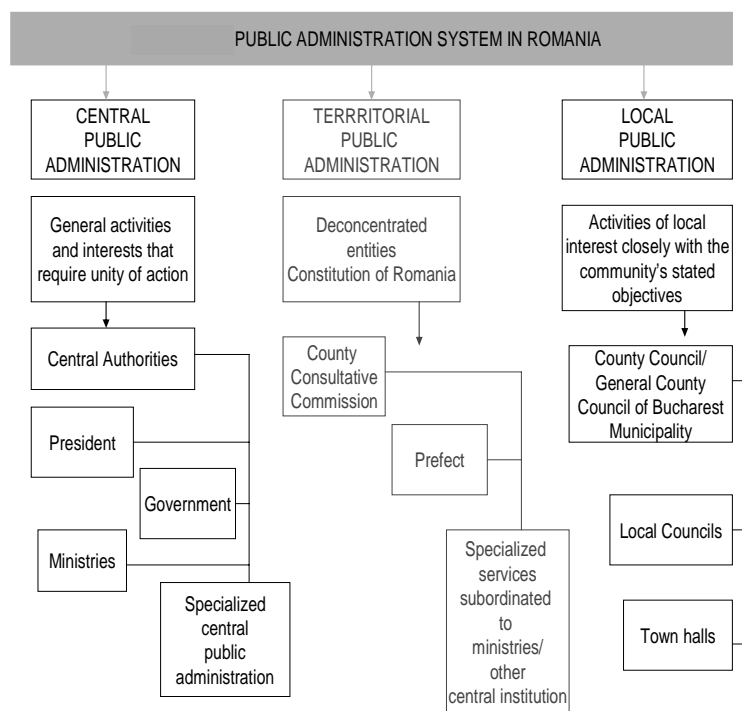 PUBLIC ADMINISTRATION SYSTEM IN ROMANIA
CENTRAL
PUBLIC
ADMINISTRATION
TERRRITORIAL
PUBLIC
ADMINISTRATION
LOCAL
PUBLIC
ADMINISTRATION
General activities
and interests that
require unity of action
Deconcentrated
entities
Constitution of Romania
Activities of local
interest closely with the
community's stated
objectives
Central Authorities
County
Consultative
Commission
County Council/
General County
Council of Bucharest
Municipality
President
Prefect
Government
Ministries
Specialized
central
public
administration
Specialized
services
subordinated
to
ministries/
other
central institution
Local Councils
Town halls